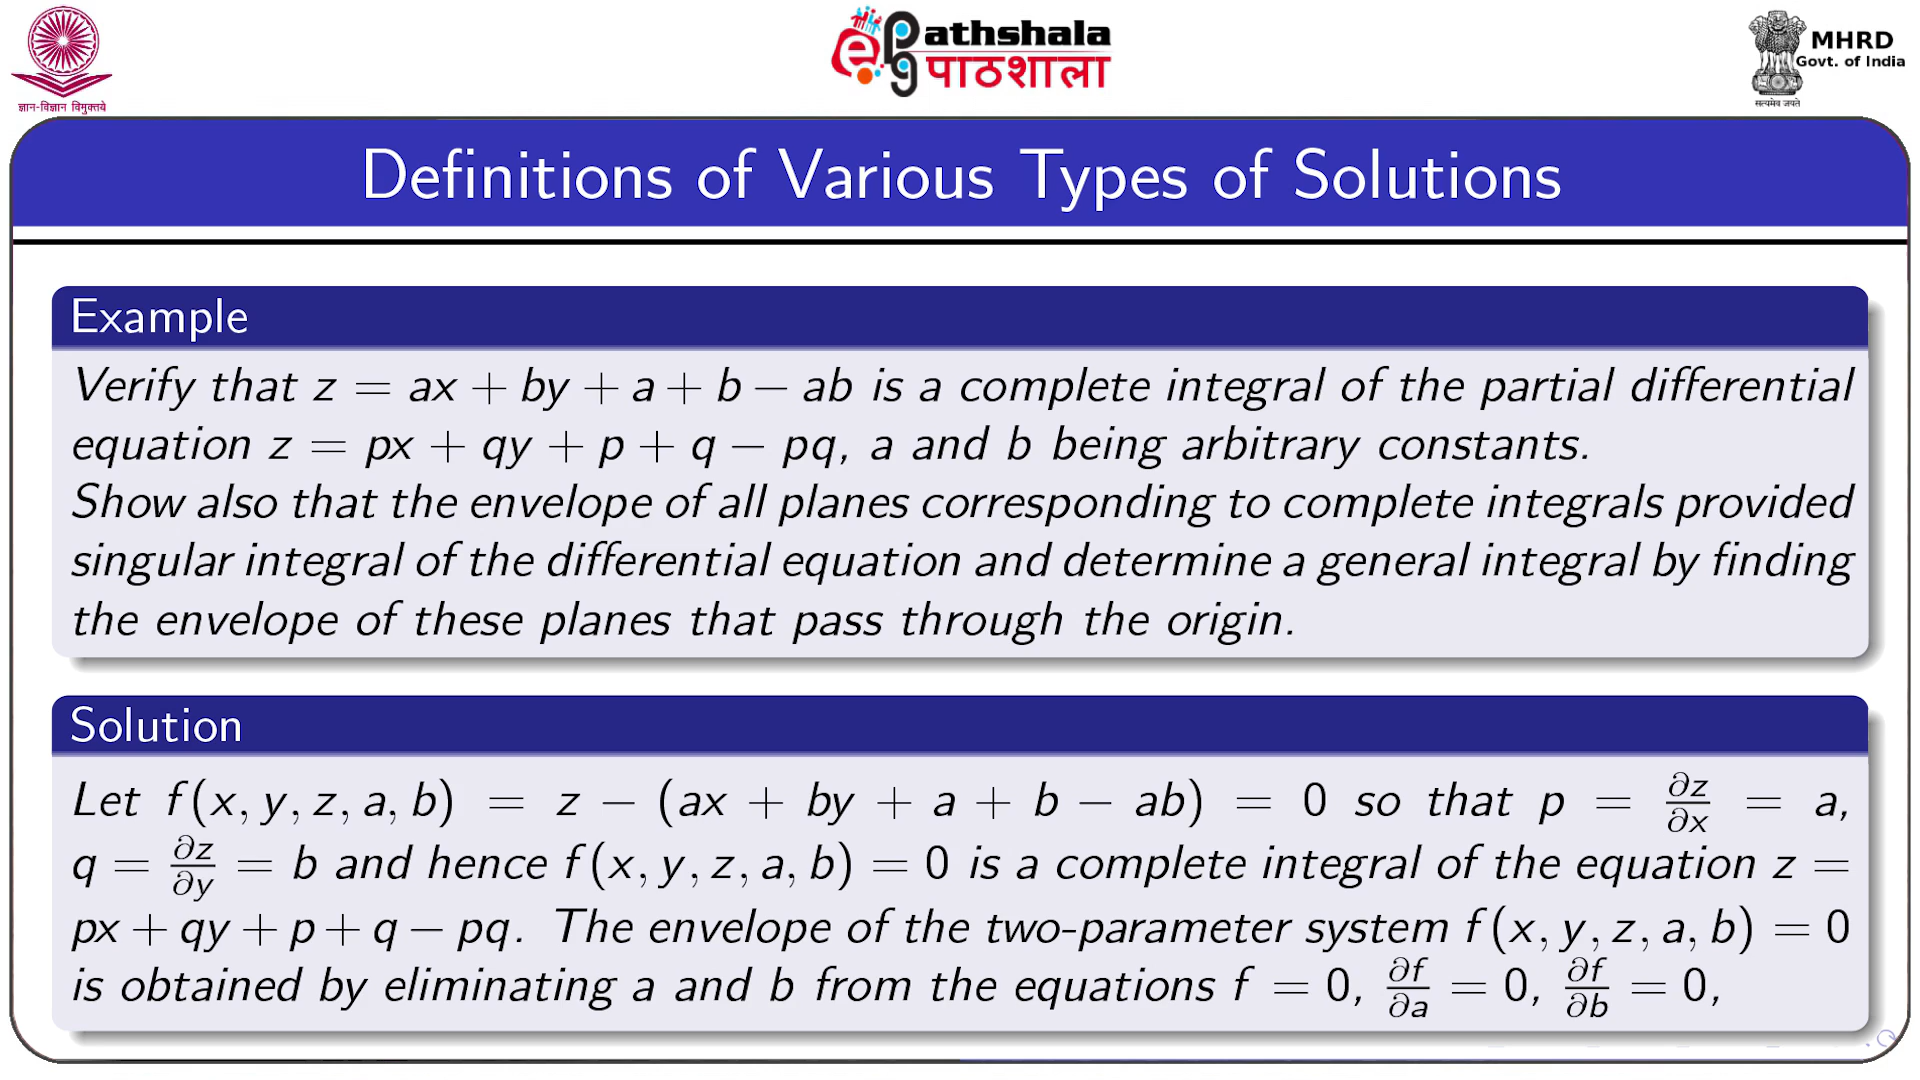 ज्ञान-विज्ञान विमुक्तये
ePathshala
पाठशाला
MHRD
Govt. of India
सत्यमेव जयते
Definitions of Various Types of Solutions
Example
Verify that z = ax + by + a + b − ab is a complete integral of the partial differential
equation z = px + qy + p + q − pq, a and b being arbitrary constants.
Show also that the envelope of all planes corresponding to complete integrals provided
singular integral of the differential equation and determine a general integral by finding
the envelope of these planes that pass through the origin.
Solution
Let f(x, y, z, a, b) = z − (ax + by + a + b − ab) = 0 so that p = ∂z/∂x = a,
q = ∂z/∂y = b and hence f(x, y, z, a, b) = 0 is a complete integral of the equation z =
px + qy + p + q − pq. The envelope of the two-parameter system f(x, y, z, a, b) = 0
is obtained by eliminating a and b from the equations f = 0, ∂f/∂a = 0, ∂f/∂b = 0,